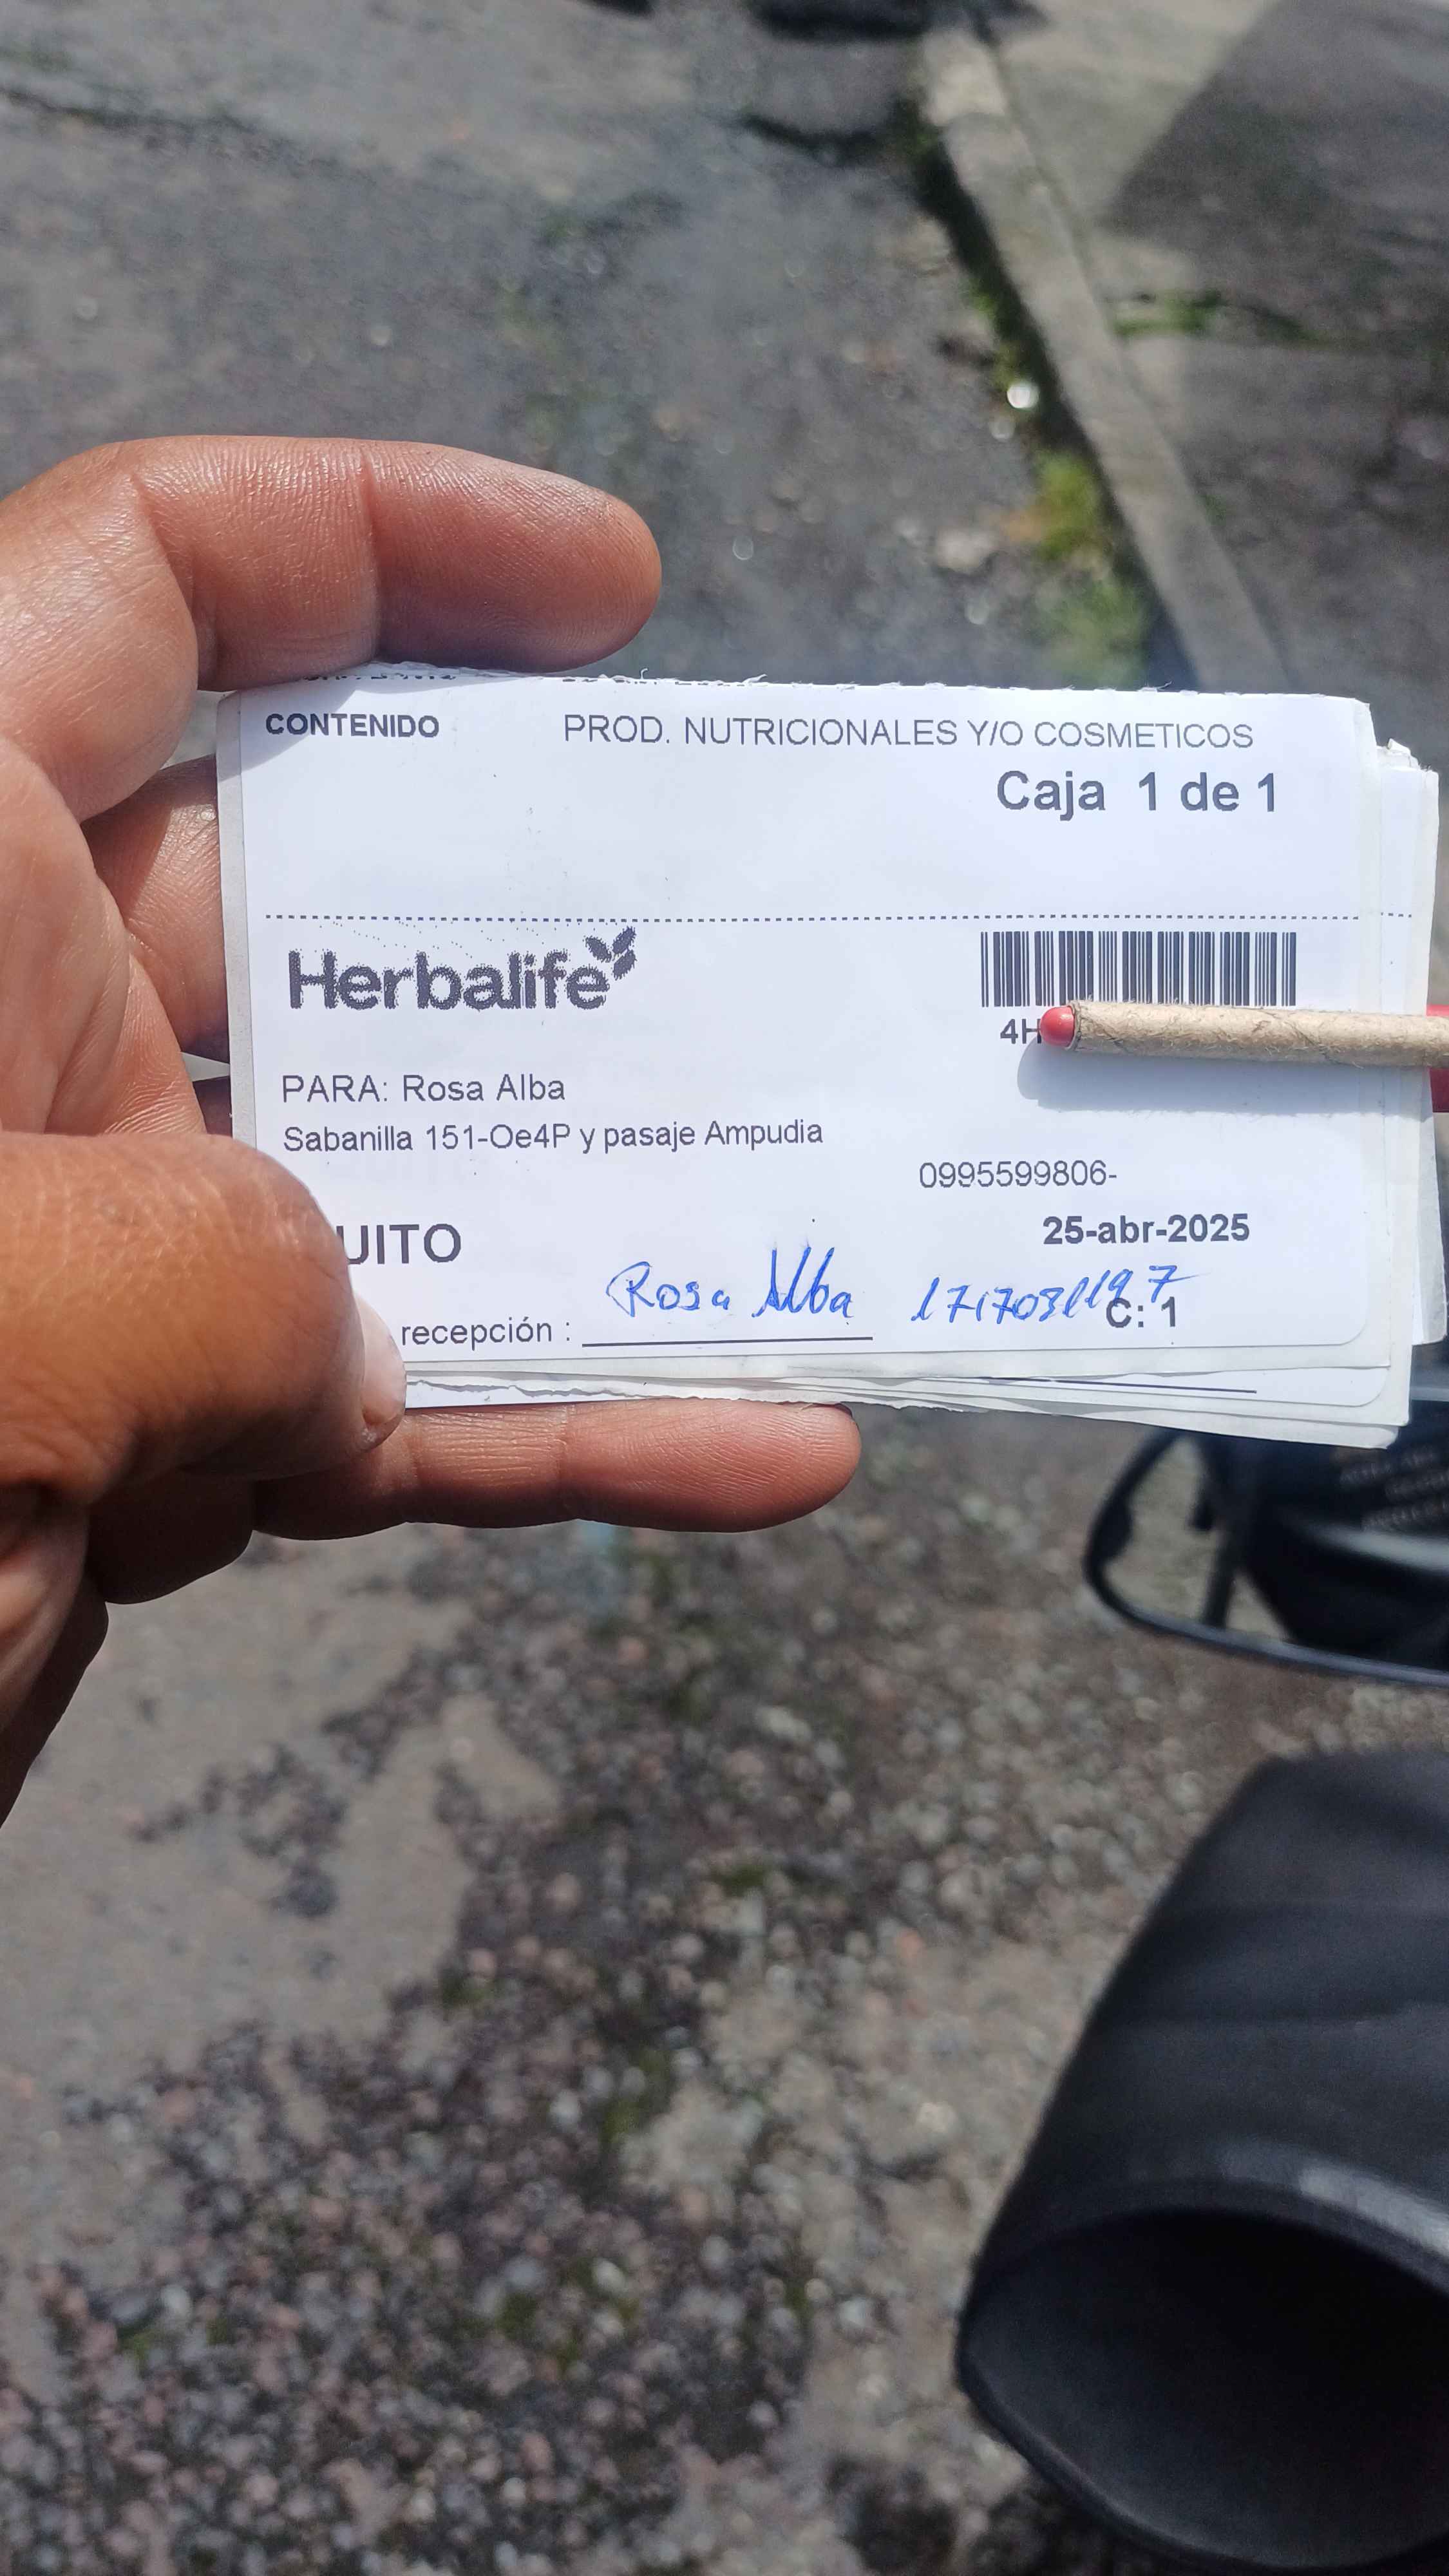 CONTENIDO PROD. NUTRICIONALES Y/O COSMETICOS
Caja 1 de 1
Herbalife
4H
PARA: Rosa Alba
Sabanilla 151-Oe4P y pasaje Ampudia
0995599806-
UITO 25-abr-2025
Rosa Alba
recepción : C: 1